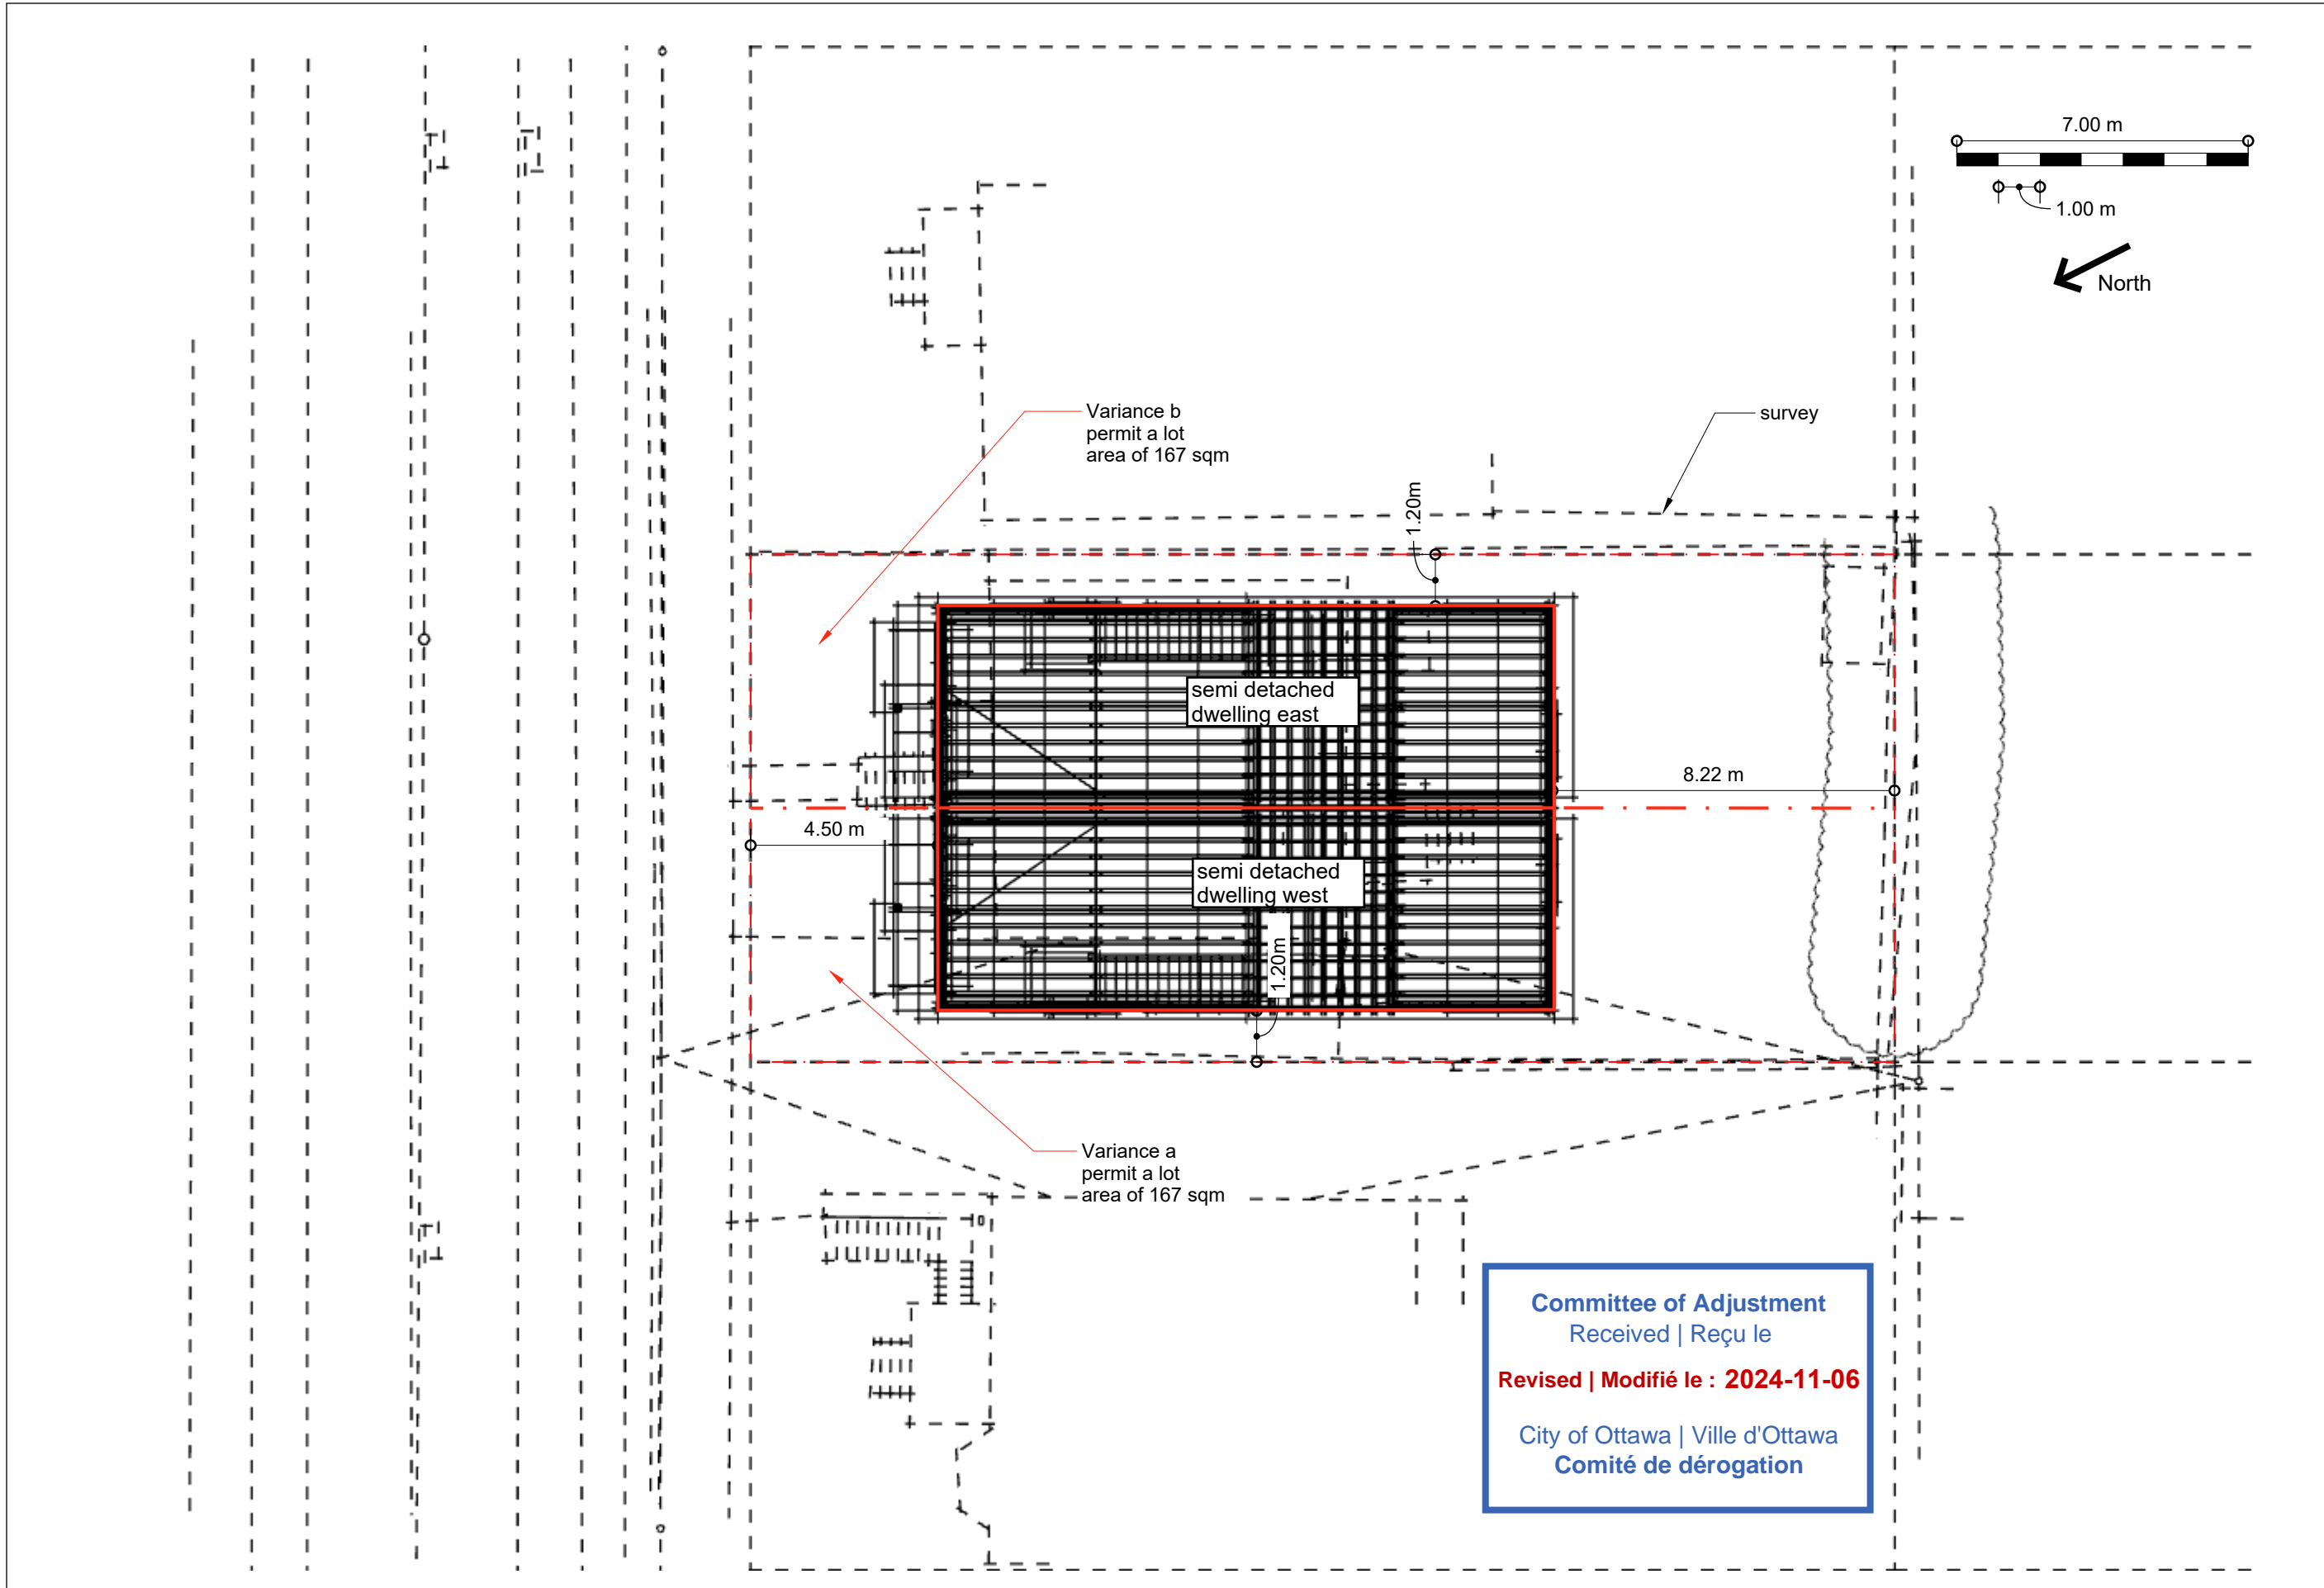 7.00 m
1.00 m
North
Variance b
permit a lot
area of 167 sqm
survey
1.20m
semi detached
dwelling east
8.22 m
4.50 m
semi detached
dwelling west
1.20m
Variance a
permit a lot
area of 167 sqm
Committee of Adjustment
Received | Reçu le
Revised | Modifié le : 2024-11-06
City of Ottawa | Ville d'Ottawa
Comité de dérogation